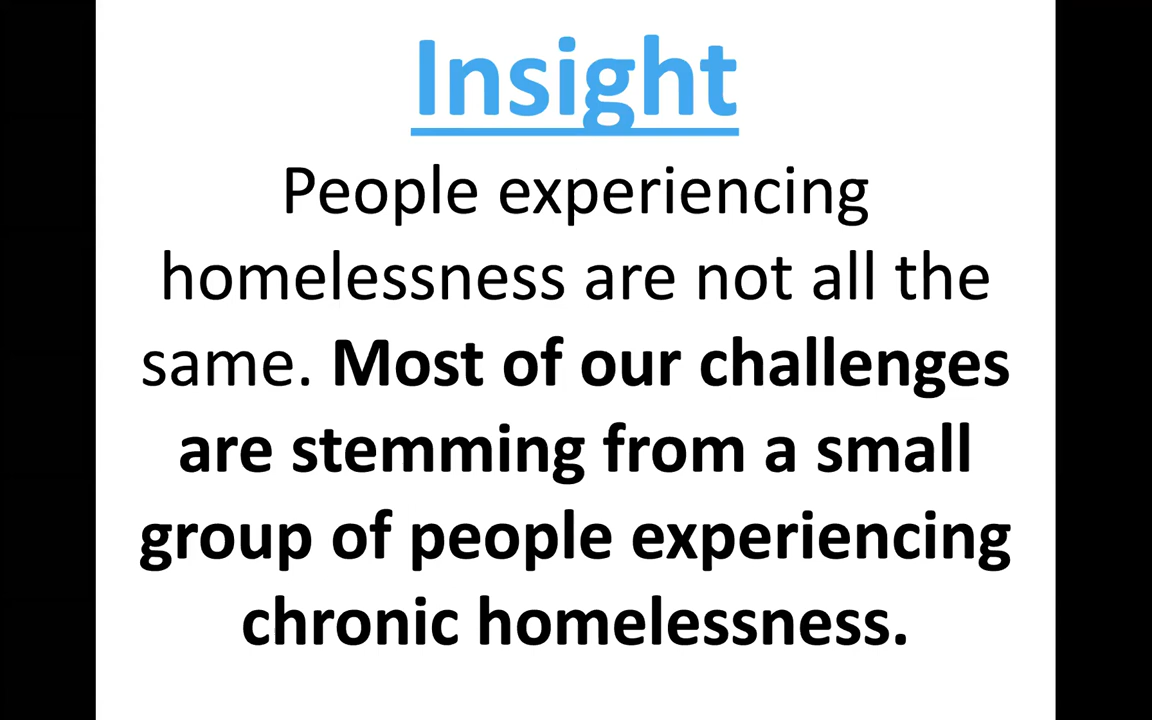 Insight
People experiencing
homelessness are not all the
same. Most of our challenges
are stemming from a small
group of people experiencing
chronic homelessness.